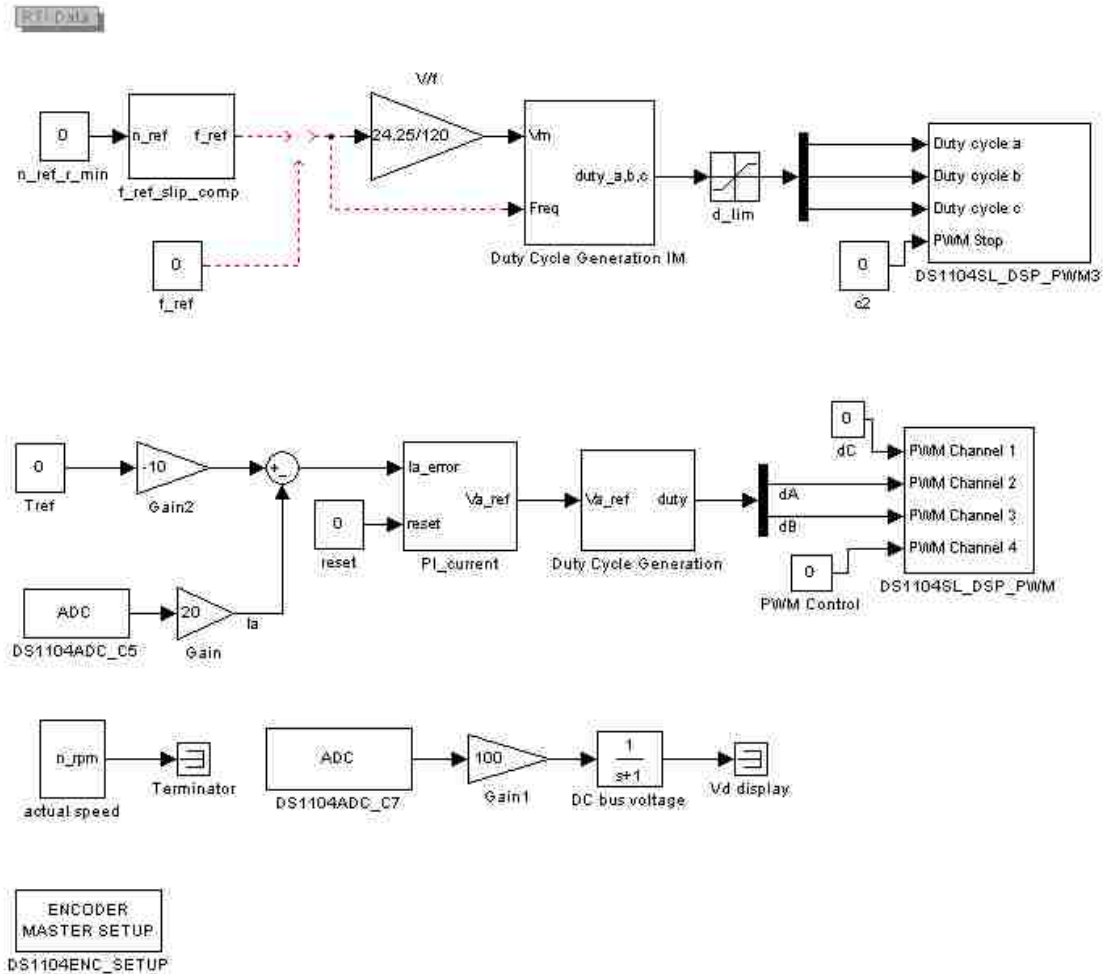 RTI Data
V/f
0
n_ref
f_ref
24.25/120
Vm
duty_a,b,c
Freq
Duty cycle a
Duty cycle b
Duty cycle c
PWM Stop
n_ref_r_min
f_ref_slip_comp
d_lim
0
f_ref
Duty Cycle Generation IM
0
c2
DS1104SL_DSP_PWM3
0
Tref
-10
Gain2
+
-
Ia_error
Va_ref
reset
0
reset
PI_current
Va_ref
duty
Duty Cycle Generation
dA
dB
0
dC
PWM Channel 1
PWM Channel 2
PWM Channel 3
PWM Channel 4
0
PWM Control
DS1104SL_DSP_PWM
ADC
DS1104ADC_C5
20
Gain
Ia
n_rpm
actual speed
Terminator
ADC
DS1104ADC_C7
100
Gain1
1
s+1
DC bus voltage
Vd display
ENCODER
MASTER SETUP
DS1104ENC_SETUP